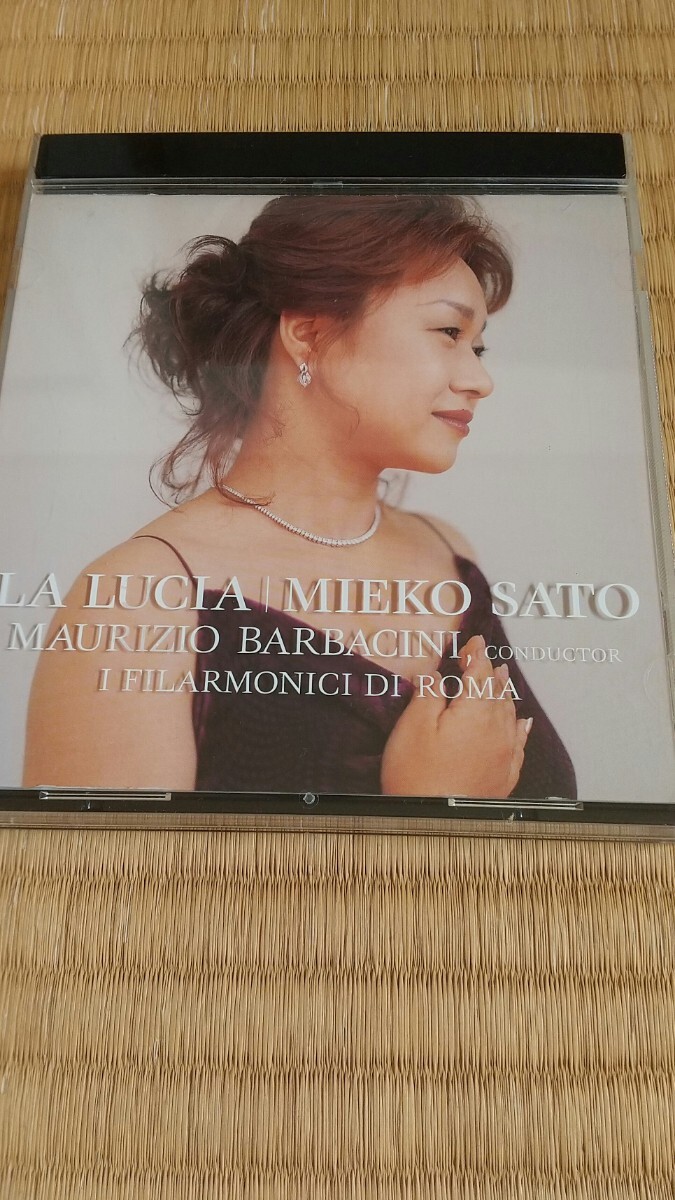 LA LUCIA | MIEKO SATO
MAURIZIO BARBACINI, CONDUCTOR
I FILARMONICI DI ROMA